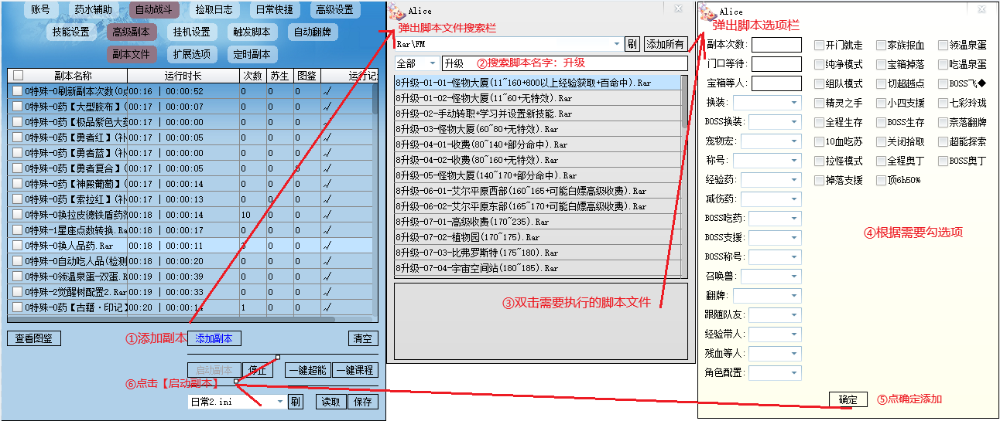 账号 药水辅助 自动战斗 捡取日志 日常快捷 高级设置
技能设置 高级副本 挂机设置 触发脚本 自动翻牌
副本文件 扩展选项 定时副本
副本名称 运行时长 次数 苏生 图鉴 运行记
0特殊-0刷新副本次数(0点 00:16 | 00:00:52 0 0 0 ✓
0特殊-0药【大型胶布】(补 00:17 | 00:00:07 0 0 0 ✓
0特殊-0药【极品紫色大药 00:17 | 00:00:00 0 0 0 ✓
0特殊-0药【勇者红】(补 00:17 | 00:00:05 0 0 0 ✓
0特殊-0药【勇者蓝】(补 00:17 | 00:00:00 0 0 0 ✓
0特殊-0药【勇者复合】(补 00:17 | 00:00:05 0 0 0 ✓
0特殊-0药【神殿葡萄】(补 00:17 | 00:00:14 0 0 0 ✓
0特殊-0药【索拉红】(补 00:17 | 00:00:13 0 0 0 ✓
0特殊-0换拉皮德铁盾药剂 00:18 | 00:00:14 10 0 0 ✓
0特殊-1星座点数转换.Ra 00:18 | 00:00:17 0 0 0 ✓
0特殊-0换人品药.Rar 00:18 | 00:00:11 3 0 0 ✓
0特殊-0自动吃人品(检测 00:18 | 00:00:20 0 0 0 ✓
0特殊-0领温泉蛋-双蛋.R 00:19 | 00:00:39 0 0 0 ✓
0特殊-2觉醒树配置2.Rar 00:19 | 00:00:33 0 0 0 ✓
0特殊-0药【古籍·印记】 00:20 | 00:00:14 1 0 0 ✓
查看图鉴 ①添加副本 添加副本 清空
启动副本 停止 一键超能 一键课程
⑥点击【启动副本】
日常2.ini 刷 读取 保存
Alice
弹出脚本文件搜索栏
Rar\FM 刷 添加所有
全部 升级 ②搜索脚本名字：升级
8升级-01-01-怪物大厦(11~160+800以上经验获取+百命中).Rar
8升级-01-02-怪物大厦(11~60+无特效).Rar
8升级-02-手动转职+学习并设置新技能.Rar
8升级-03-怪物大厦(60~80+无特效).Rar
8升级-04-01-收费(80~140+部分命中).Rar
8升级-04-02-收费(80~160+无特效).Rar
8升级-05-怪物大厦(140~170+部分命中).Rar
8升级-06-01-艾尔平原西部(160~165+可能白嫖高级收费).Rar
8升级-06-02-艾尔平原东部(165~170+可能白嫖高级收费).Rar
8升级-07-01-高级收费(170~235).Rar
8升级-07-02-植物园(170~175).Rar
8升级-07-03-比弗罗斯特(175~180).Rar
8升级-07-04-宇宙空间站(180~185).Rar
③双击需要执行的脚本文件
Alice
弹出脚本选项栏
副本次数: 开门就走 家族报血 领温泉蛋
门口等待: 纯净模式 宝箱掉落 吃温泉蛋
宝箱等人: 组队模式 切超越点 BOSS飞◆
换装: 精灵之手 小四支援 七彩玲珑
BOSS换装: 全程生存 BOSS生存 奈落翻牌
宠物宏: 10血吃苏 关闭拾取 超能探索
称号: 拉怪模式 全程奥丁 BOSS奥丁
经验药: 掉落支援 顶6h50%
减伤药:
BOSS吃药: ④根据需要勾选项
BOSS支援:
BOSS称号:
召唤兽:
翻牌:
跟随队友:
经验带人:
残血等人:
角色配置:
确定 ⑤点确定添加